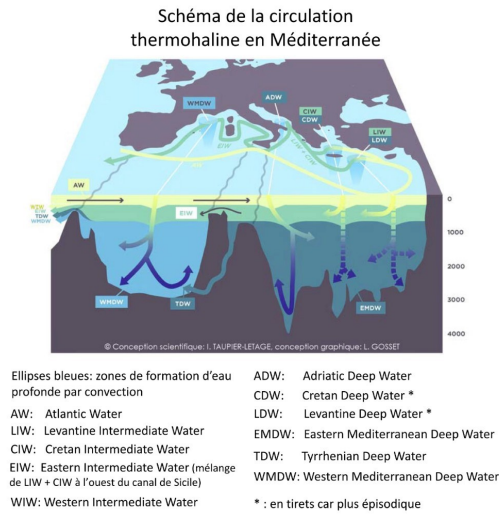 Schéma de la circulation
thermohaline en Méditerranée
WMDW
ADW
CIW
CDW
LIW
LDW
EIW
AW
EIW
TDW
WMDW
EIW
WMDW
TDW
EMDW
0
1000
2000
3000
4000
© Conception scientifique: I. TAUPIER-LETAGE, conception graphique: L. GOSSET
Ellipses bleues: zones de formation d'eau
profonde par convection
AW: Atlantic Water
LIW: Levantine Intermediate Water
CIW: Cretan Intermediate Water
EIW: Eastern Intermediate Water (mélange
de LIW + CIW à l'ouest du canal de Sicile)
WIW: Western Intermediate Water
ADW: Adriatic Deep Water
CDW: Cretan Deep Water *
LDW: Levantine Deep Water *
EMDW: Eastern Mediterranean Deep Water
TDW: Tyrrhenian Deep Water
WMDW: Western Mediterranean Deep Water
* : en tirets car plus épisodique